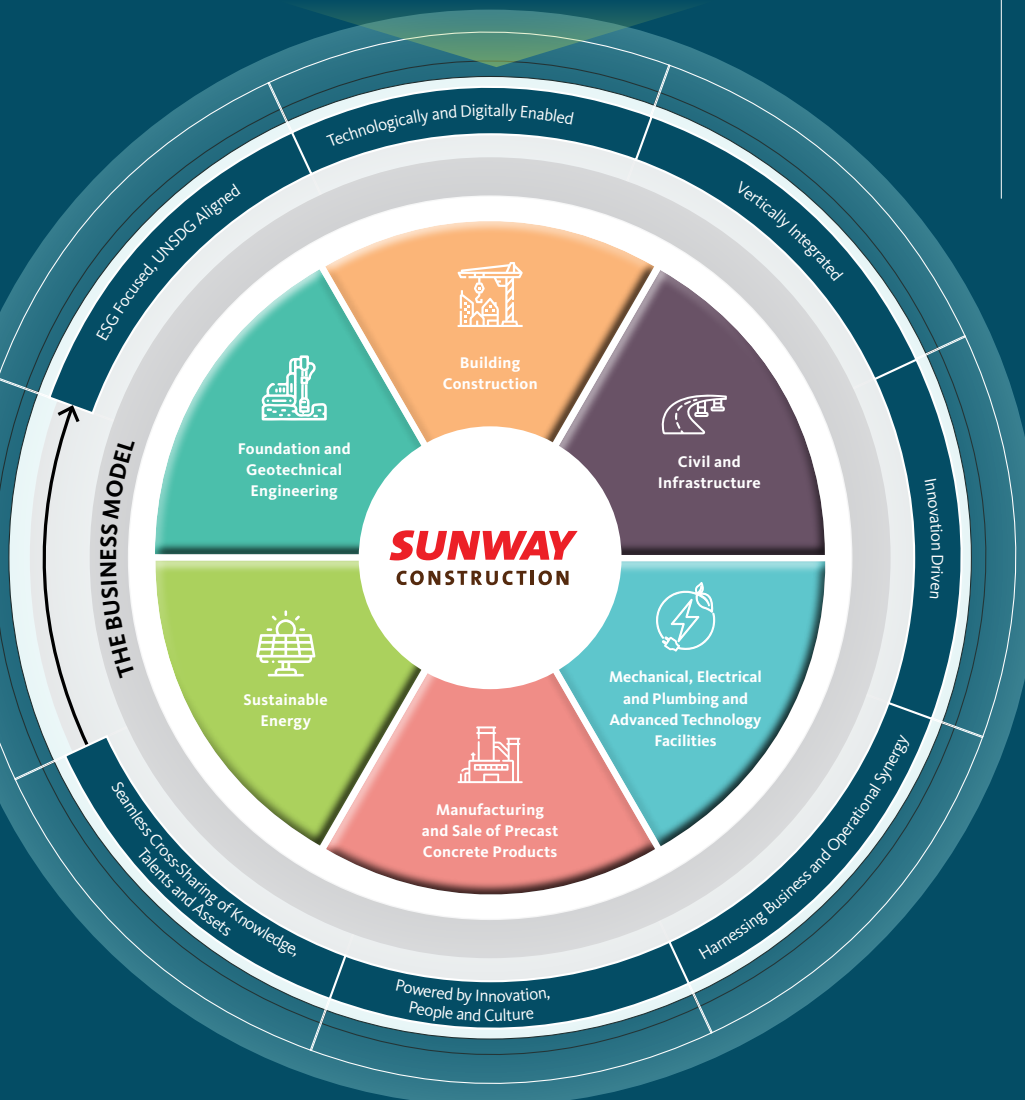 Technologically and Digitally Enabled
Vertically Integrated
Innovation Driven
Harnessing Business and Operational Synergy
Powered by Innovation,
People and Culture
Seamless Cross-Sharing of Knowledge,
Talents and Assets
THE BUSINESS MODEL
ESG Focused, UNSDG Aligned
Building
Construction
Civil and
Infrastructure
Mechanical, Electrical
and Plumbing and
Advanced Technology
Facilities
Manufacturing
and Sale of Precast
Concrete Products
Sustainable
Energy
Foundation and
Geotechnical
Engineering
SUNWAY
CONSTRUCTION